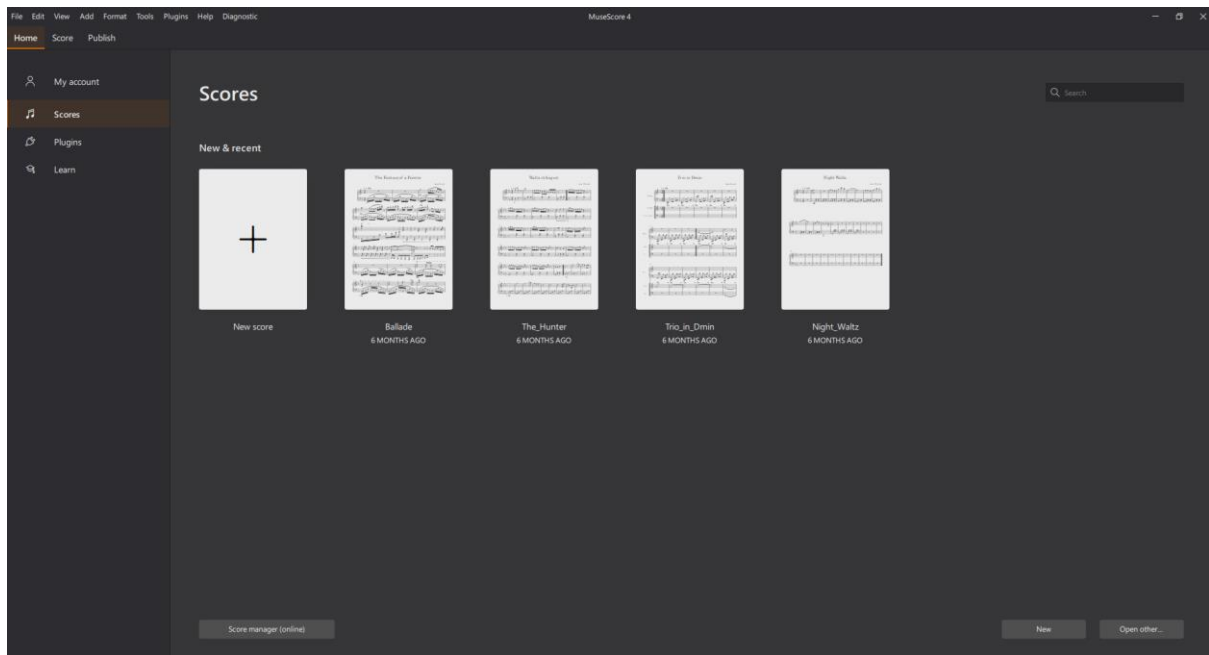 File Edit View Add Format Tools Plugins Help Diagnostic
MuseScore 4
Home Score Publish
My account
Scores
Plugins
Learn
Scores
Search
New & recent
New score
Ballade
6 MONTHS AGO
The_Hunter
6 MONTHS AGO
Trio_in_Dmin
6 MONTHS AGO
Night_Waltz
6 MONTHS AGO
Night Waltz
Score manager (online)
New
Open other...